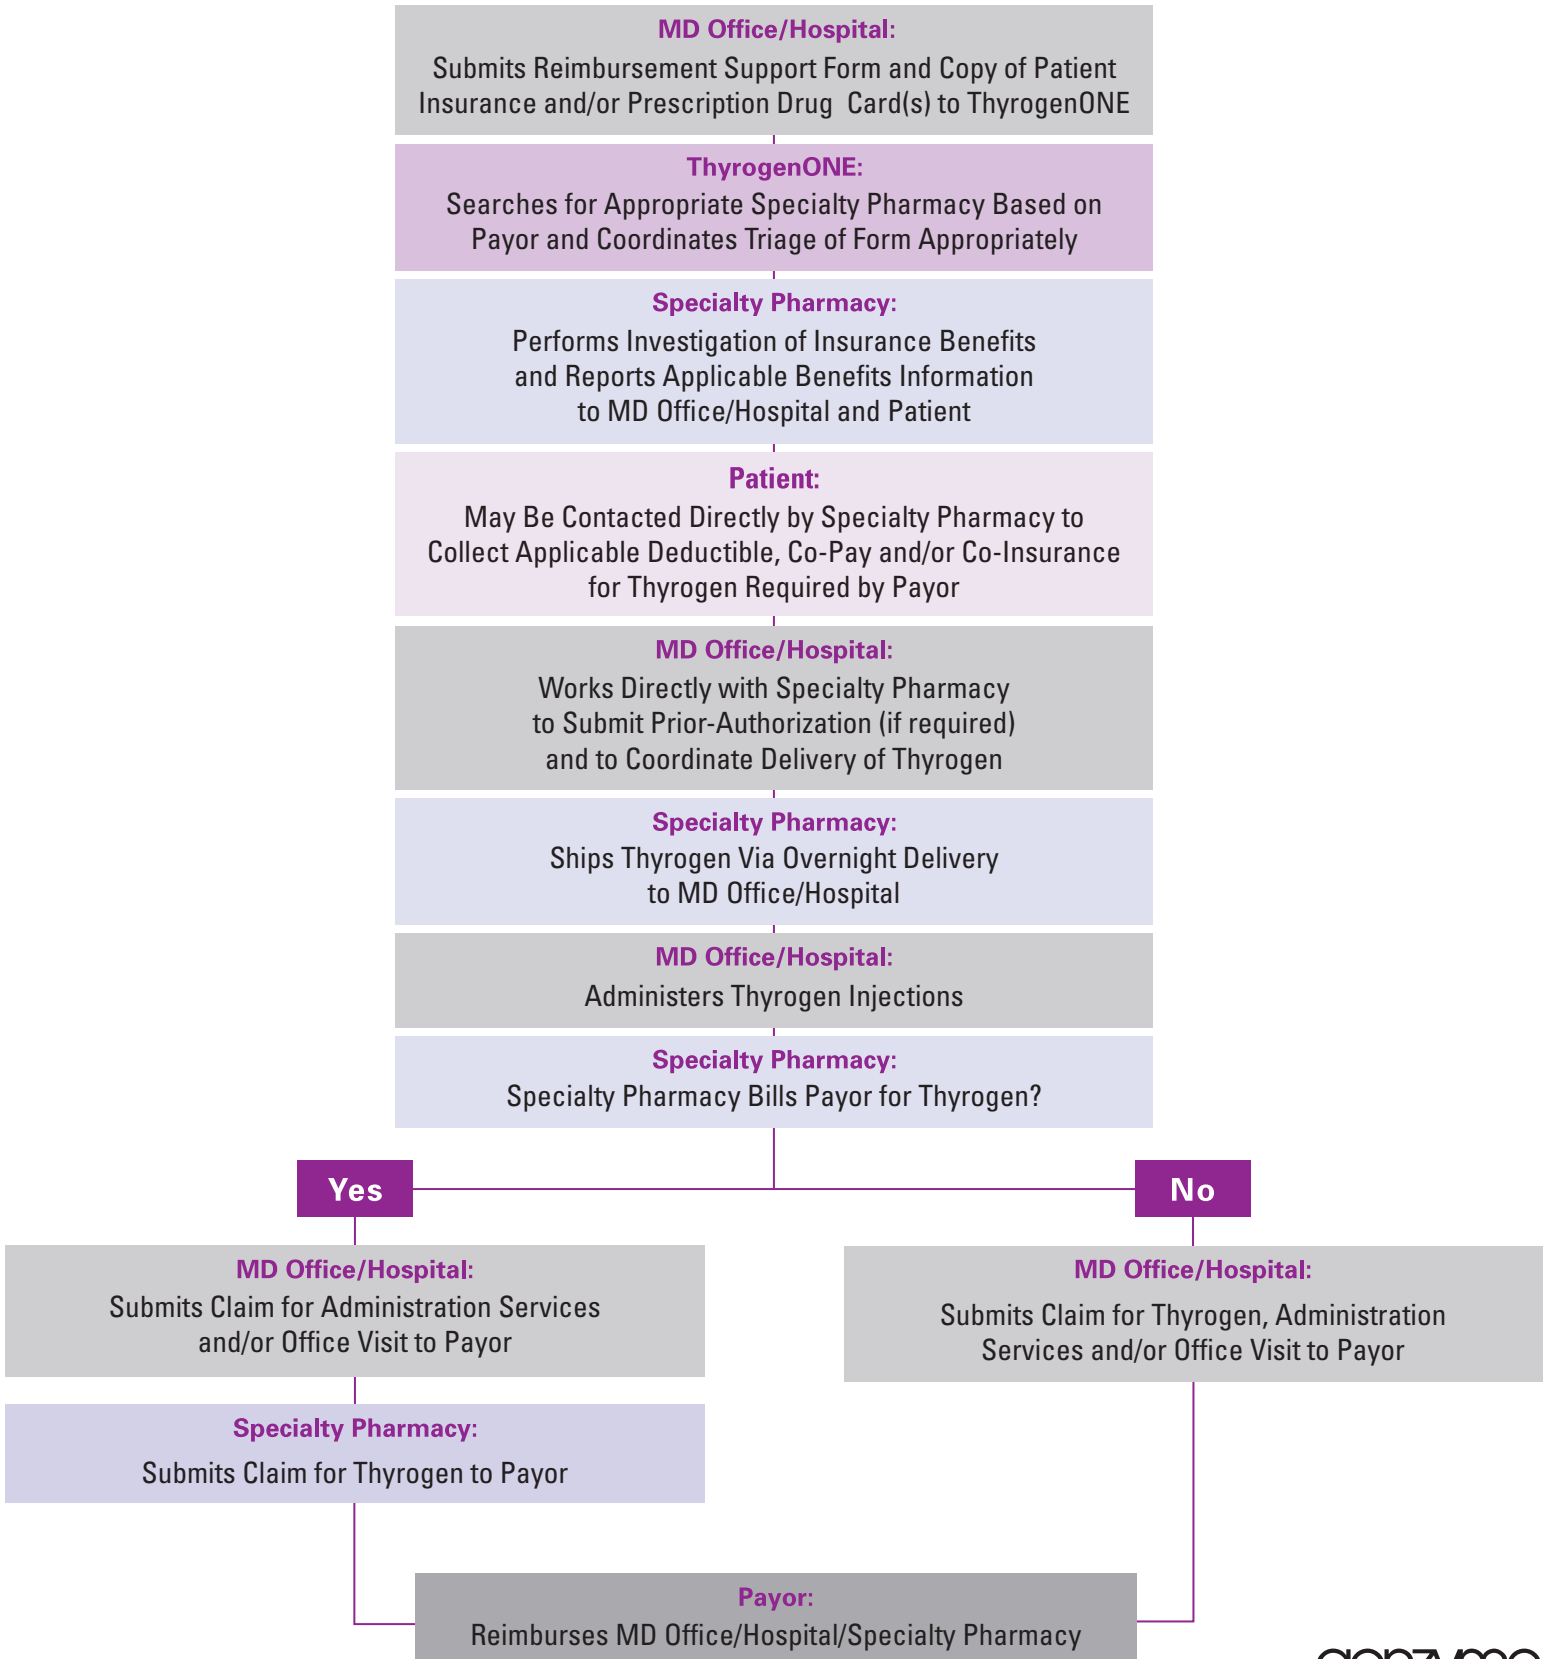 MD Office/Hospital:
Submits Reimbursement Support Form and Copy of Patient
Insurance and/or Prescription Drug Card(s) to ThyrogenONE
ThyrogenONE:
Searches for Appropriate Specialty Pharmacy Based on
Payor and Coordinates Triage of Form Appropriately
Specialty Pharmacy:
Performs Investigation of Insurance Benefits
and Reports Applicable Benefits Information
to MD Office/Hospital and Patient
Patient:
May Be Contacted Directly by Specialty Pharmacy to
Collect Applicable Deductible, Co-Pay and/or Co-Insurance
for Thyrogen Required by Payor
MD Office/Hospital:
Works Directly with Specialty Pharmacy
to Submit Prior-Authorization (if required)
and to Coordinate Delivery of Thyrogen
Specialty Pharmacy:
Ships Thyrogen Via Overnight Delivery
to MD Office/Hospital
MD Office/Hospital:
Administers Thyrogen Injections
Specialty Pharmacy:
Specialty Pharmacy Bills Payor for Thyrogen?
Yes
No
MD Office/Hospital:
Submits Claim for Administration Services
and/or Office Visit to Payor
MD Office/Hospital:
Submits Claim for Thyrogen, Administration
Services and/or Office Visit to Payor
Specialty Pharmacy:
Submits Claim for Thyrogen to Payor
Payor:
Reimburses MD Office/Hospital/Specialty Pharmacy
genzyme